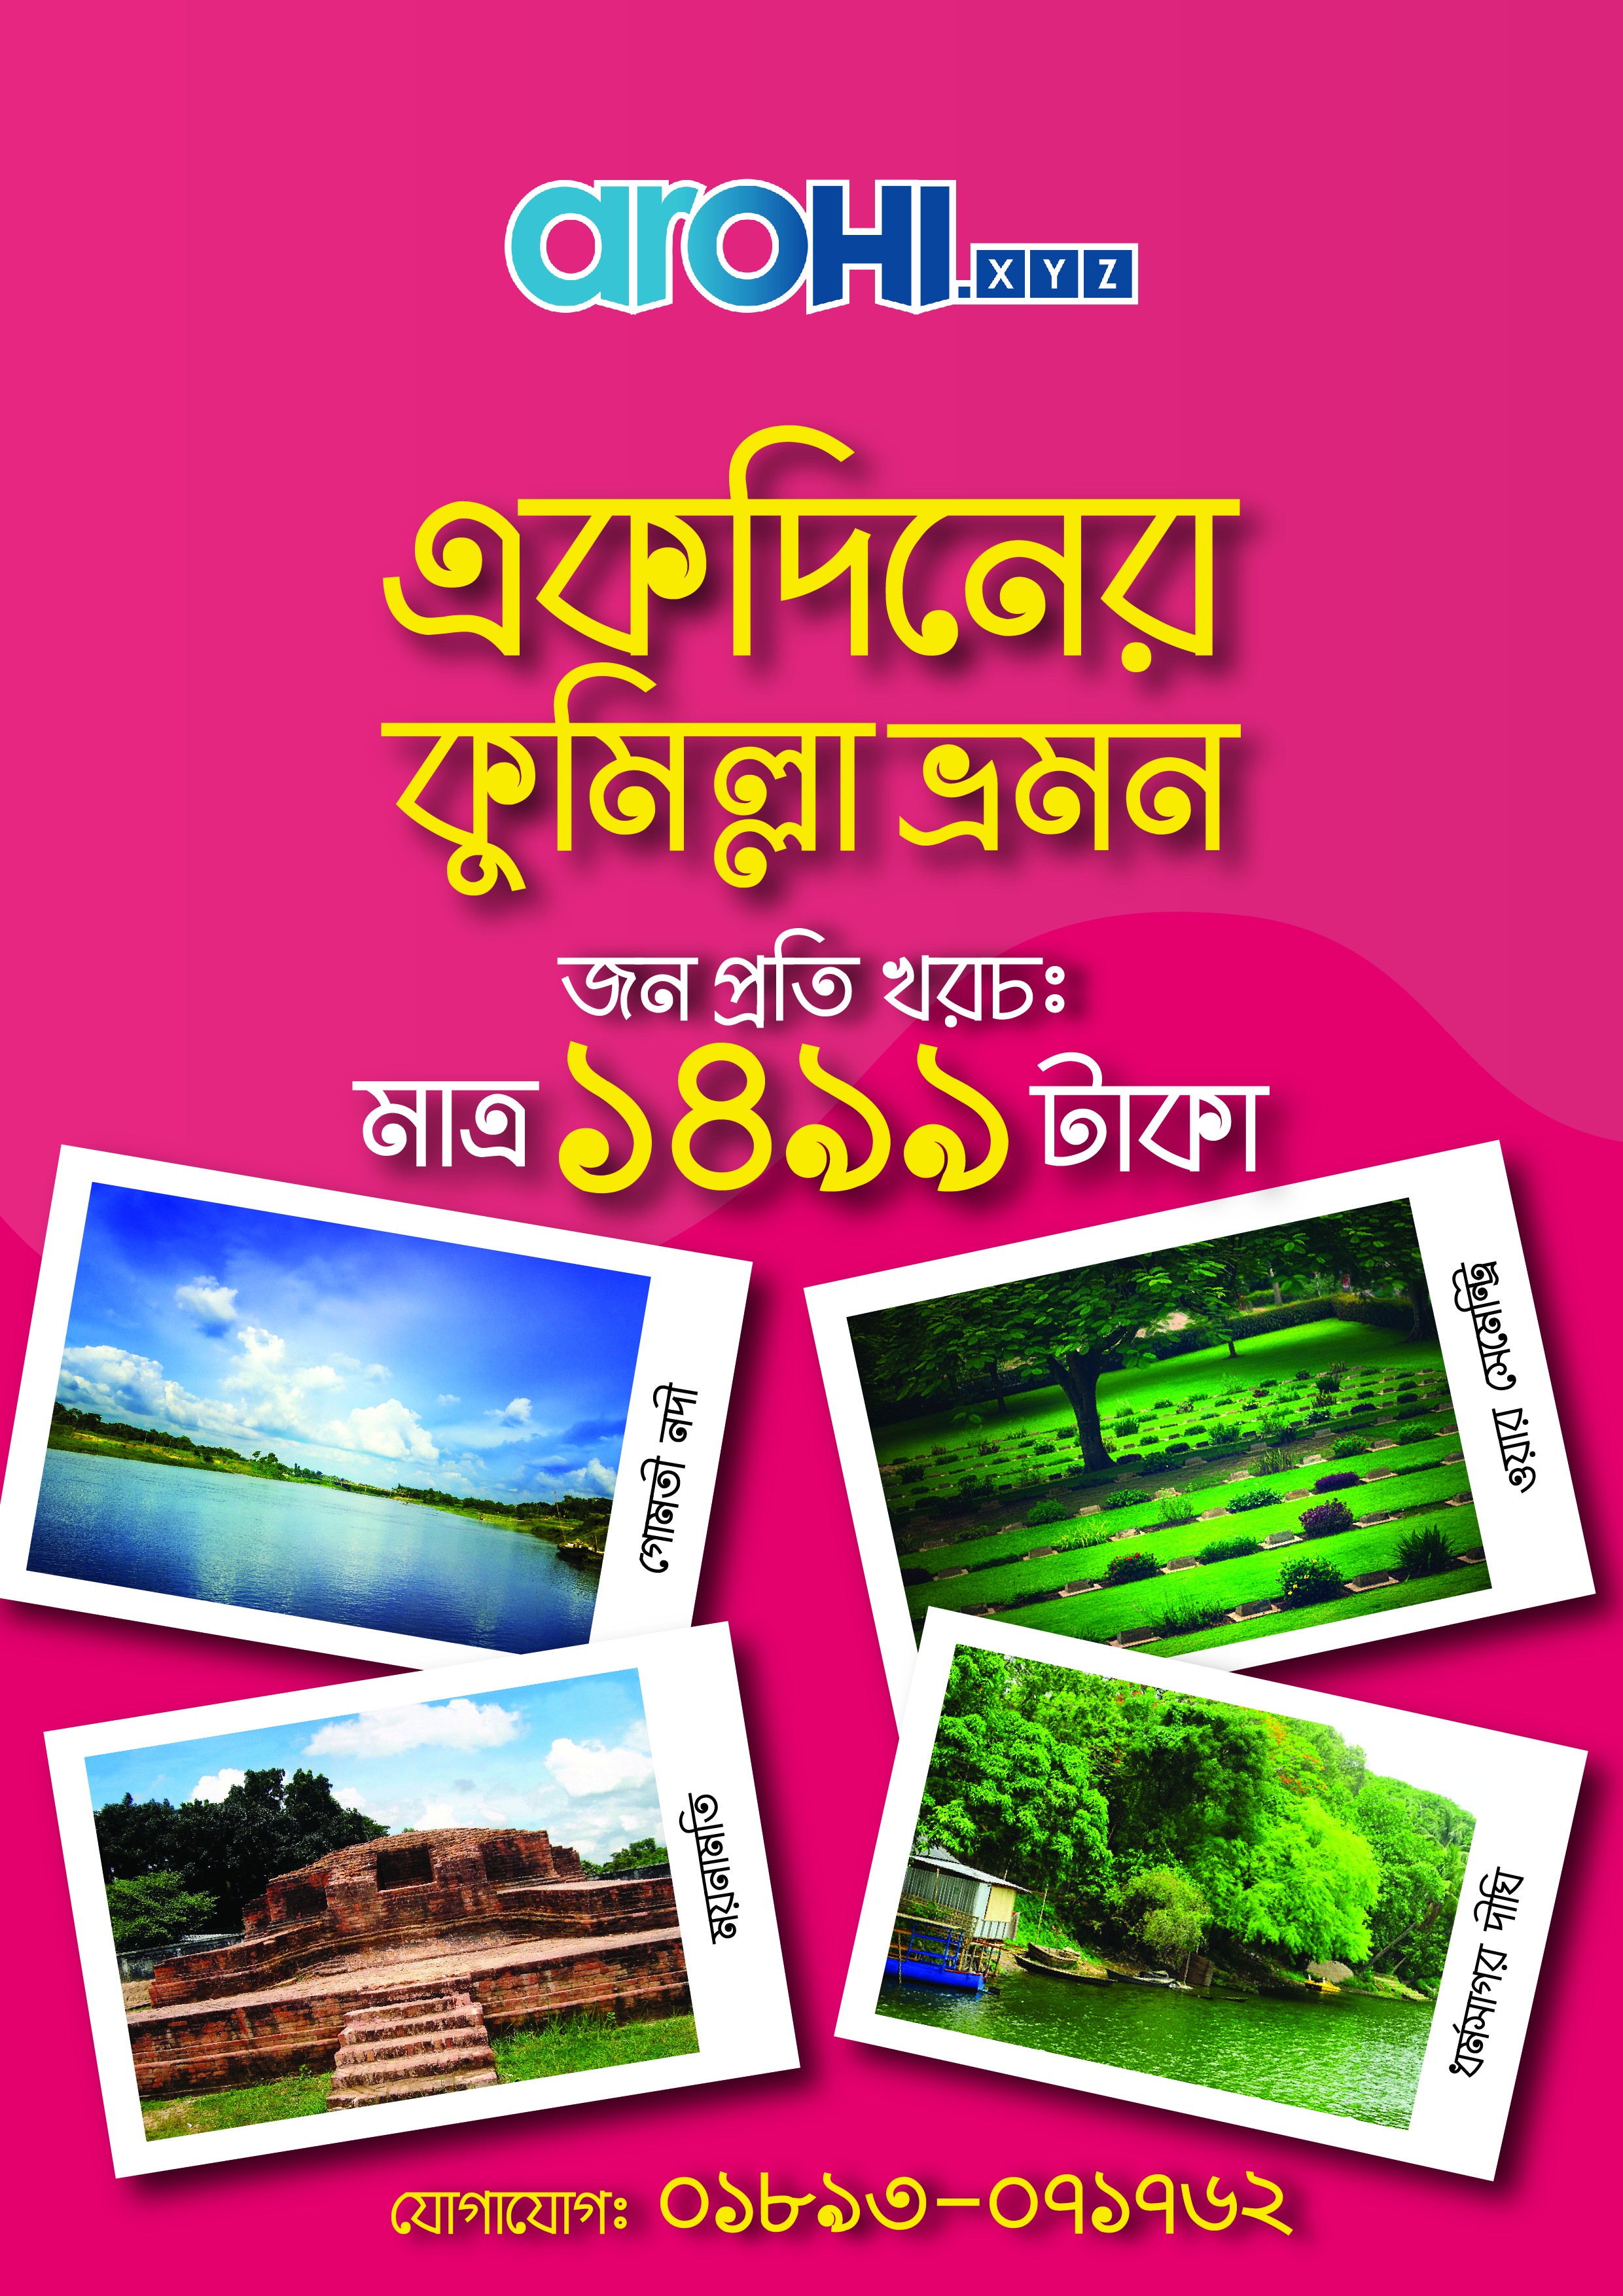 aroHI.XYZ
একদিনের
কুমিল্লা ভ্রমন
জন প্রতি খরচঃ
মাত্র ১৪৯৯ টাকা
গোমতী নদী
ওয়ার সেমেট্রি
ময়নামতি
ধর্মসাগর দীঘি
যোগাযোগঃ ০১৮৯৩-০৭১৭৬২